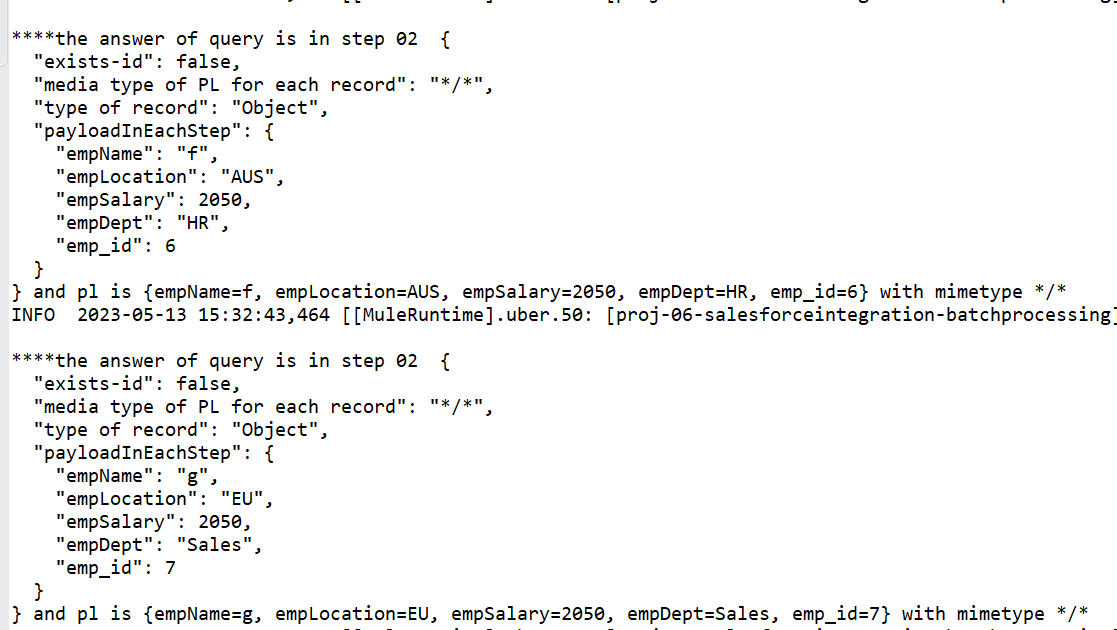 ****the answer of query is in step 02  {
  "exists-id": false,
  "media type of PL for each record": "*/*",
  "type of record": "Object",
  "payloadInEachStep": {
    "empName": "f",
    "empLocation": "AUS",
    "empSalary": 2050,
    "empDept": "HR",
    "emp_id": 6
  }
} and pl is {empName=f, empLocation=AUS, empSalary=2050, empDept=HR, emp_id=6} with mimetype */*
INFO  2023-05-13 15:32:43,464 [[MuleRuntime].uber.50: [proj-06-salesforceintegration-batchprocessing]
****the answer of query is in step 02  {
  "exists-id": false,
  "media type of PL for each record": "*/*",
  "type of record": "Object",
  "payloadInEachStep": {
    "empName": "g",
    "empLocation": "EU",
    "empSalary": 2050,
    "empDept": "Sales",
    "emp_id": 7
  }
} and pl is {empName=g, empLocation=EU, empSalary=2050, empDept=Sales, emp_id=7} with mimetype */*